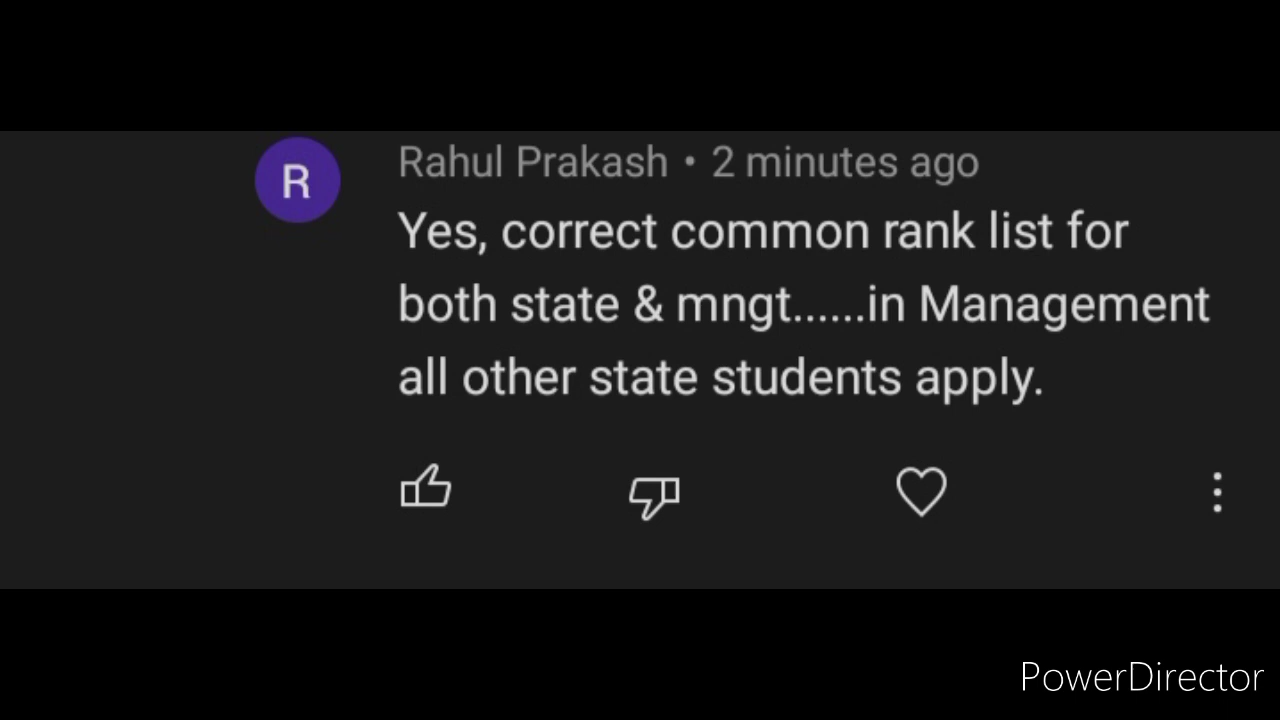 R
Rahul Prakash • 2 minutes ago
Yes, correct common rank list for
both state & mngt......in Management
all other state students apply.
PowerDirector